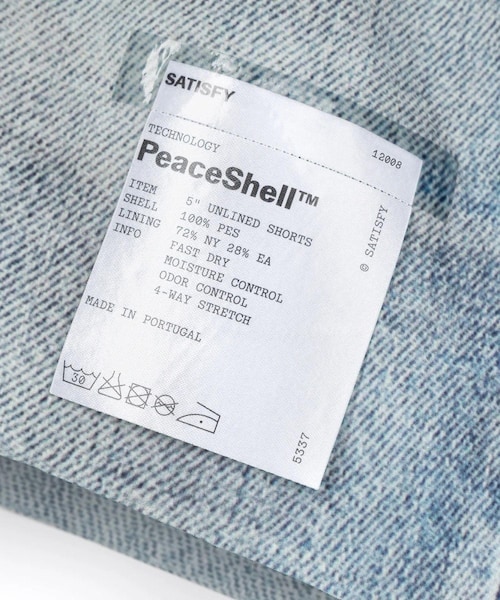 SATISFY
12008
TECHNOLOGY
PeaceShell™
ITEM 5" UNLINED SHORTS
SHELL 100% PES
LINING 72% NY 28% EA
INFO FAST DRY
MOISTURE CONTROL
ODOR CONTROL
4-WAY STRETCH
MADE IN PORTUGAL
30
© SATISFY
5337